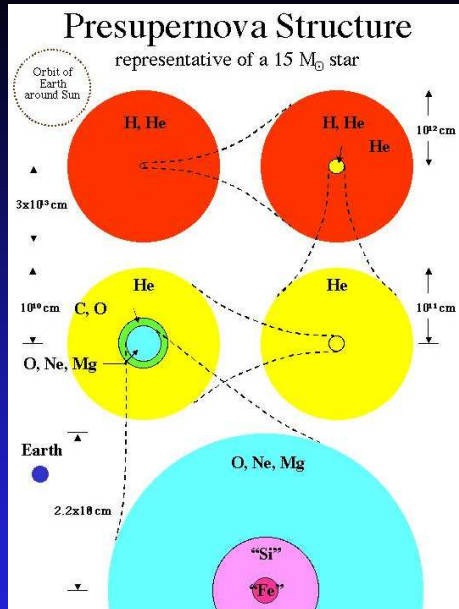 Presupernova Structure
representative of a 15 M☉ star
Orbit of
Earth
around Sun
H, He
H, He
He
10¹² cm
3x10¹³ cm
He
He
C, O
10¹⁰ cm
10¹¹ cm
O, Ne, Mg
Earth
O, Ne, Mg
2.2x10⁸ cm
"Si"
"Fe"